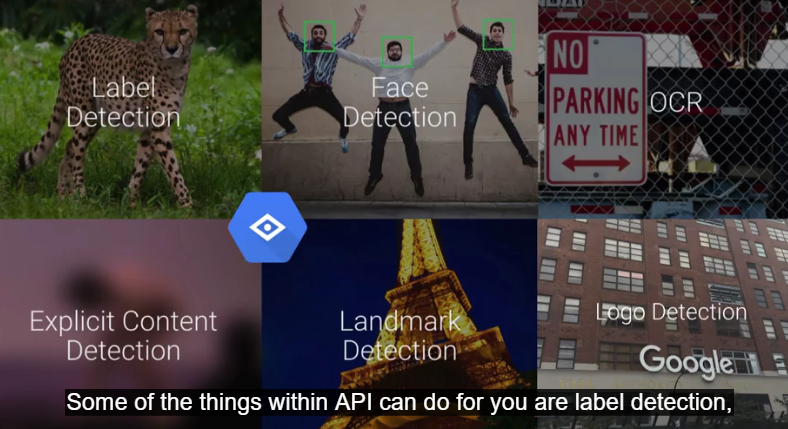 Label
Detection
Face
Detection
NO
PARKING
ANY TIME
OCR
Explicit Content
Detection
Landmark
Detection
Logo Detection
Google
Some of the things within API can do for you are label detection,